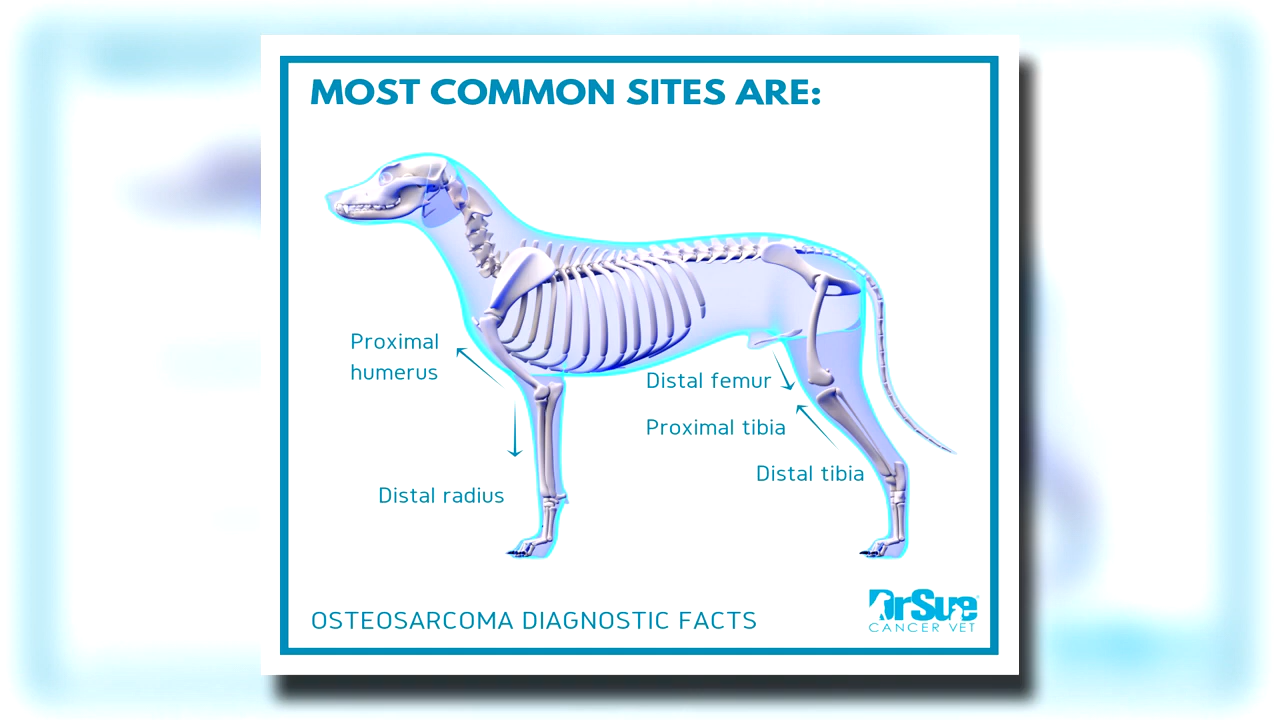 MOST COMMON SITES ARE:
Proximal
humerus
Distal femur
Proximal tibia
Distal tibia
Distal radius
OSTEOSARCOMA DIAGNOSTIC FACTS
DrSue
CANCER VET